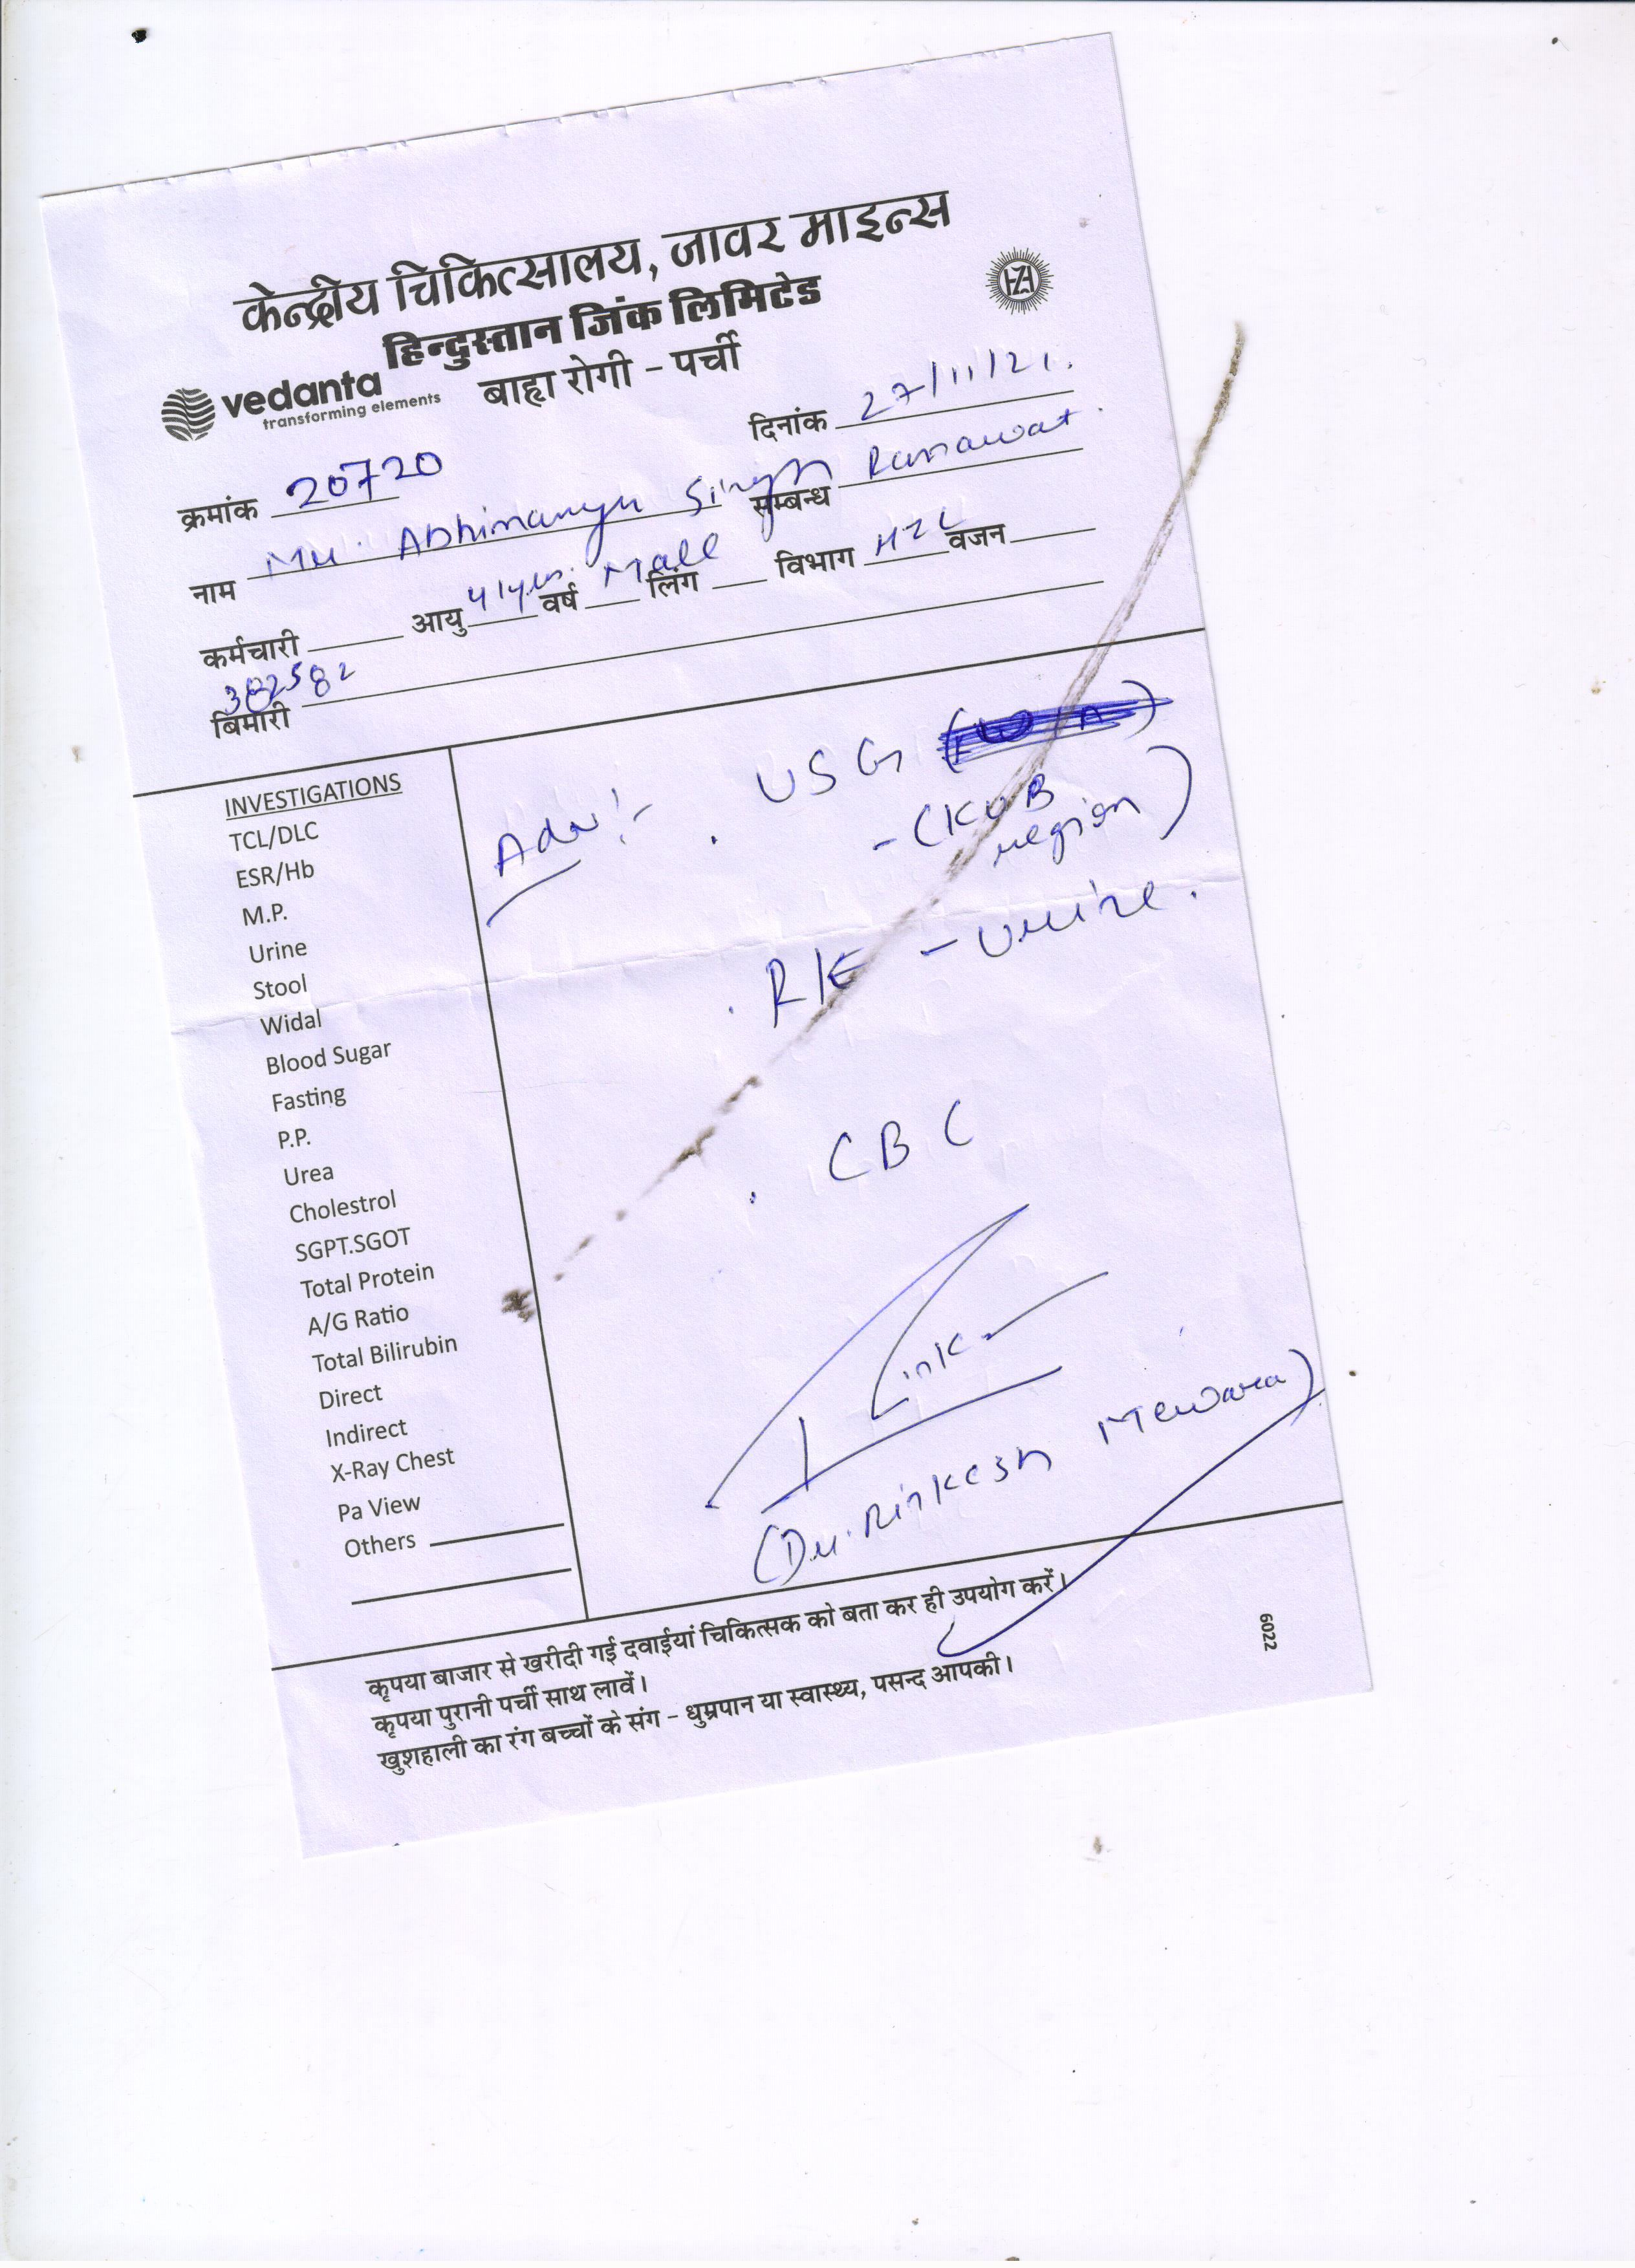 केन्द्रीय चिकित्सालय, जावर माइन्स
हिन्दुस्तान जिंक लिमिटेड
vedanta
transforming elements
बाह्य रोगी - पर्ची
HZ
क्रमांक 20720 दिनांक 27/11/21.
नाम Mr. Abhimanyu Singh सम्बन्ध Ranawat.
कर्मचारी आयु 41yrs. वर्ष Male लिंग विभाग HZL वजन
382582
बिमारी
INVESTIGATIONS
TCL/DLC
ESR/Hb
M.P.
Urine
Stool
Widal
Blood Sugar
Fasting
P.P.
Urea
Cholestrol
SGPT.SGOT
Total Protein
A/G Ratio
Total Bilirubin
Direct
Indirect
X-Ray Chest
Pa View
Others
Adv:- . USG
- (KUB
region)
. R/E - Urine.
. CBC
(Dr. Rinkesh Mewara)
कृपया बाजार से खरीदी गई दवाईयां चिकित्सक को बता कर ही उपयोग करें।
कृपया पुरानी पर्ची साथ लावें।
खुशहाली का रंग बच्चों के संग - धुम्रपान या स्वास्थ्य, पसन्द आपकी।
6022